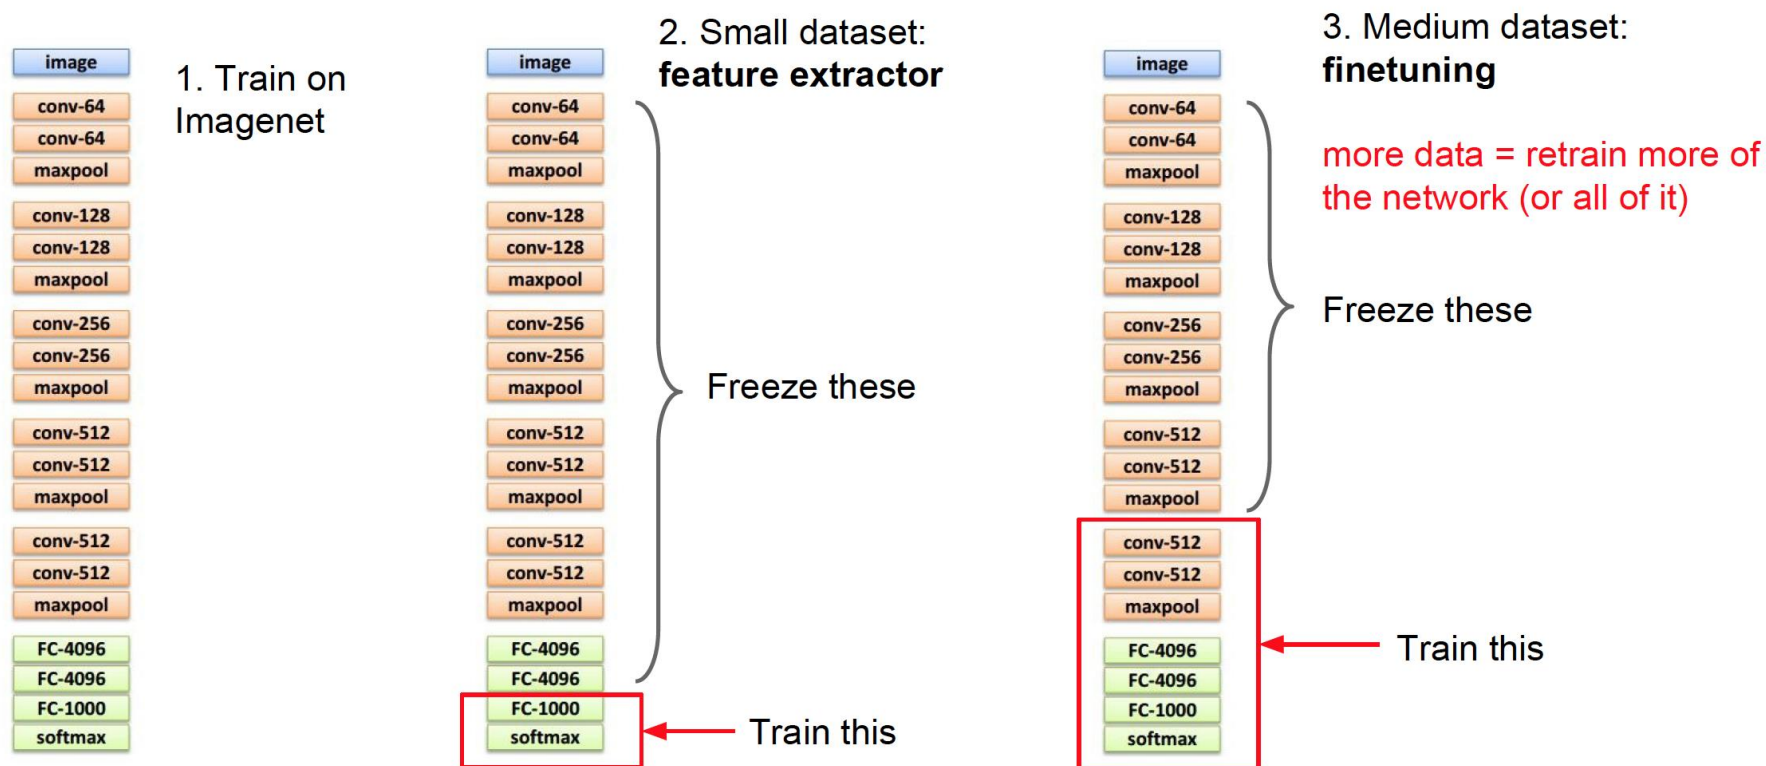 image
conv-64
conv-64
maxpool
conv-128
conv-128
maxpool
conv-256
conv-256
maxpool
conv-512
conv-512
maxpool
conv-512
conv-512
maxpool
FC-4096
FC-4096
FC-1000
softmax
1. Train on
Imagenet
image
conv-64
conv-64
maxpool
conv-128
conv-128
maxpool
conv-256
conv-256
maxpool
conv-512
conv-512
maxpool
conv-512
conv-512
maxpool
FC-4096
FC-4096
FC-1000
softmax
2. Small dataset:
feature extractor
Freeze these
Train this
image
conv-64
conv-64
maxpool
conv-128
conv-128
maxpool
conv-256
conv-256
maxpool
conv-512
conv-512
maxpool
conv-512
conv-512
maxpool
FC-4096
FC-4096
FC-1000
softmax
3. Medium dataset:
finetuning
more data = retrain more of
the network (or all of it)
Freeze these
Train this